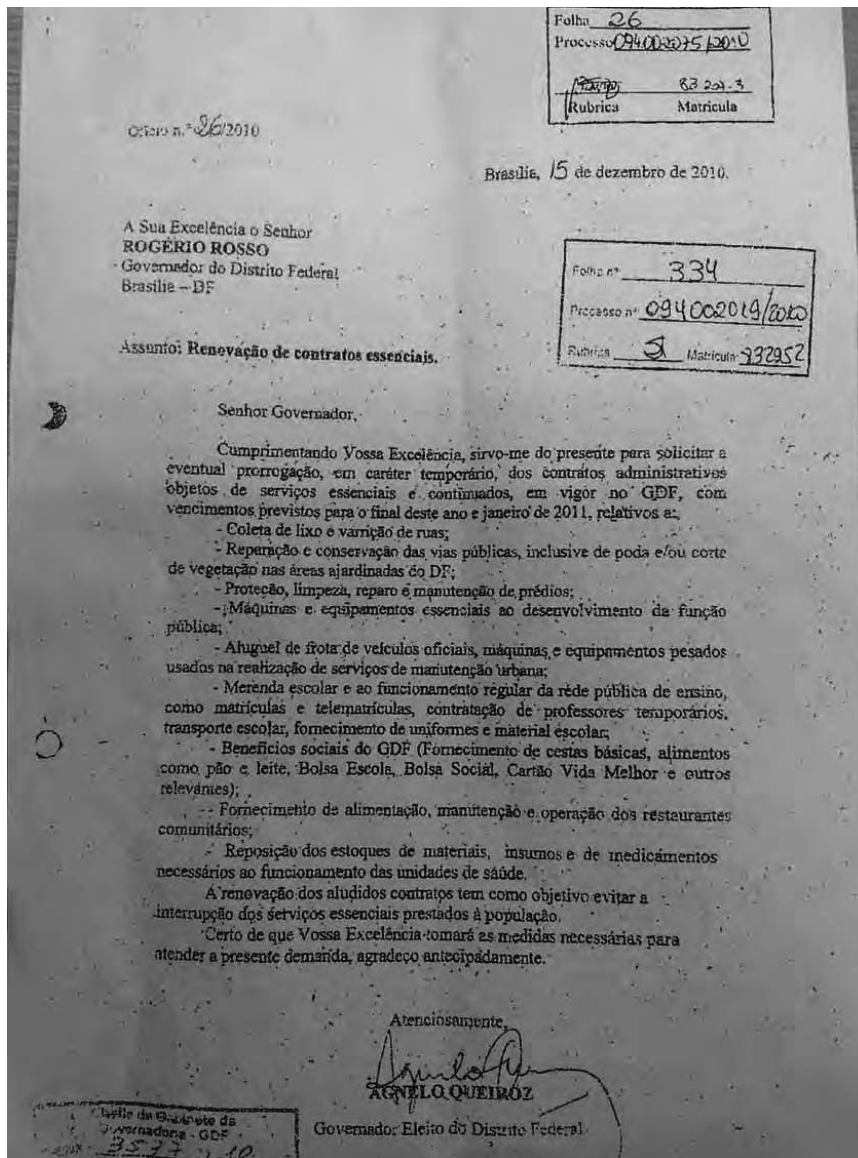 Folha 26
Processo 094.002075/2010
83 201-3
Rubrica Matricula
Ofício n.º 26/2010
Brasília, 15 de dezembro de 2010.
A Sua Excelência o Senhor
ROGÉRIO ROSSO
Governador do Distrito Federal
Brasília – DF
Folha nº 334
Processo nº 094002019/2010
Rubrica Matrícula 932952
Assunto: Renovação de contratos essenciais.
Senhor Governador,
Cumprimentando Vossa Excelência, sirvo-me do presente para solicitar a
eventual prorrogação, em caráter temporário, dos contratos administrativos
objetos de serviços essenciais e continuados, em vigor no GDF, com
vencimentos previstos para o final deste ano e janeiro de 2011, relativos a:
- Coleta de lixo e varrição de ruas;
- Reparação e conservação das vias públicas, inclusive de poda e/ou corte
de vegetação nas áreas ajardinadas do DF;
- Proteção, limpeza, reparo e manutenção de prédios;
- Máquinas e equipamentos essenciais ao desenvolvimento da função
pública;
- Aluguel de frota de veículos oficiais, máquinas e equipamentos pesados
usados na realização de serviços de manutenção urbana;
- Merenda escolar e ao funcionamento regular da rede pública de ensino,
como matrículas e telematrículas, contratação de professores temporários,
transporte escolar, fornecimento de uniformes e material escolar;
- Benefícios sociais do GDF (Fornecimento de cestas básicas, alimentos
como pão e leite, Bolsa Escola, Bolsa Social, Cartão Vida Melhor e outros
relevantes);
- Fornecimento de alimentação, manutenção e operação dos restaurantes
comunitários;
- Reposição dos estoques de materiais, insumos e de medicamentos
necessários ao funcionamento das unidades de saúde.
A renovação dos aludidos contratos tem como objetivo evitar a
interrupção dos serviços essenciais prestados à população.
Certo de que Vossa Excelência tomará as medidas necessárias para
atender a presente demanda, agradeço antecipadamente.
Atenciosamente,
AGNELO QUEIROZ
Governador Eleito do Distrito Federal
Gabinete da
Governadoria - GDF